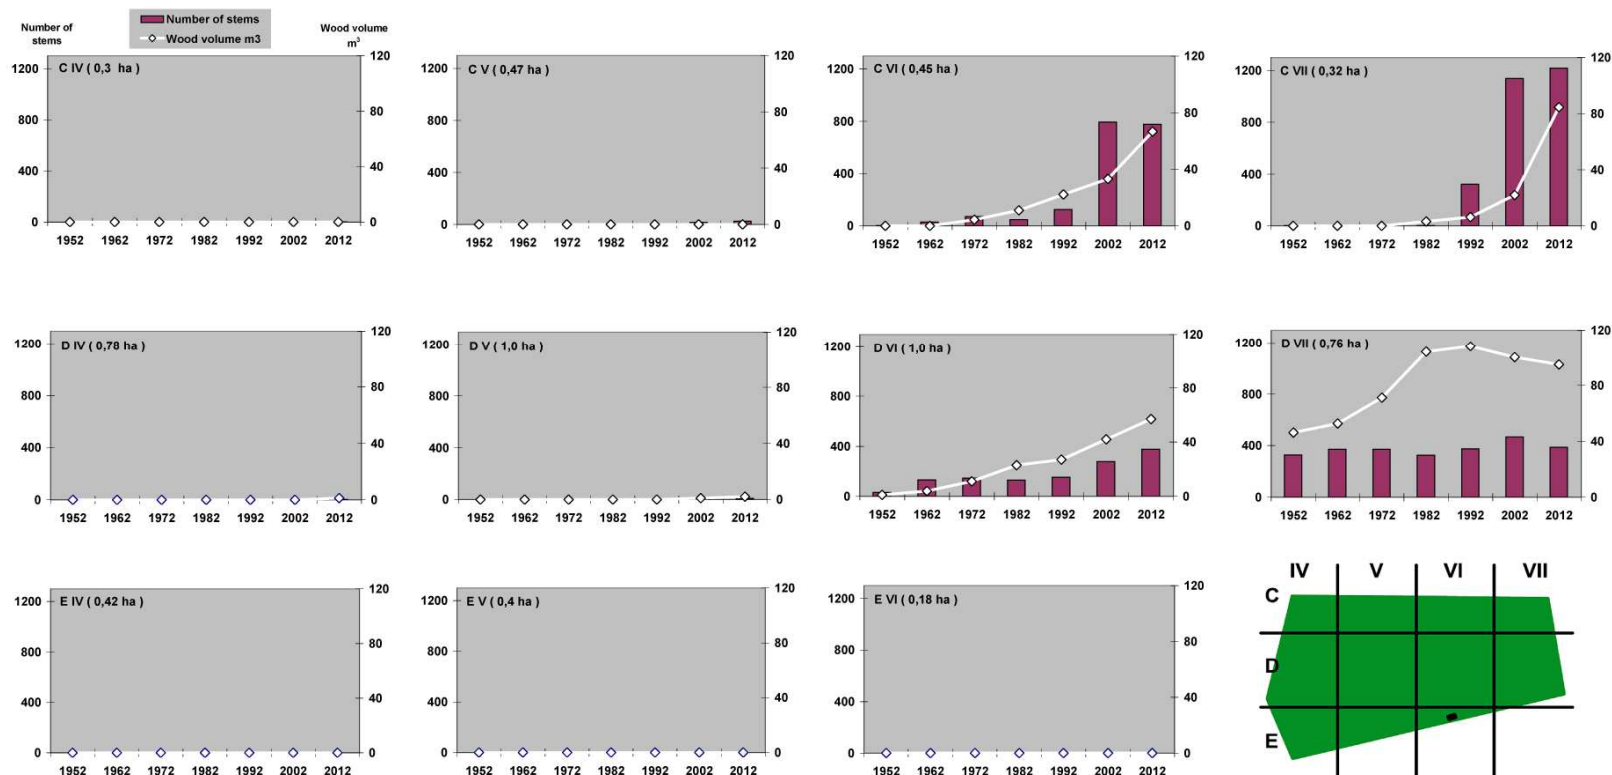 Number of stems
Wood volume m3
Number of
stems
Wood volume
m³
C IV ( 0,3 ha )
1200
800
400
0
120
80
40
0
1952 1962 1972 1982 1992 2002 2012
C V ( 0,47 ha )
1200
800
400
0
120
80
40
0
1952 1962 1972 1982 1992 2002 2012
C VI ( 0,45 ha )
1200
800
400
0
120
80
40
0
1952 1962 1972 1982 1992 2002 2012
C VII ( 0,32 ha )
1200
800
400
0
120
80
40
0
1952 1962 1972 1982 1992 2002 2012
D IV ( 0,78 ha )
1200
800
400
0
120
80
40
0
1952 1962 1972 1982 1992 2002 2012
D V ( 1,0 ha )
1200
800
400
0
120
80
40
0
1952 1962 1972 1982 1992 2002 2012
D VI ( 1,0 ha )
1200
800
400
0
120
80
40
0
1952 1962 1972 1982 1992 2002 2012
D VII ( 0,76 ha )
1200
800
400
0
120
80
40
0
1952 1962 1972 1982 1992 2002 2012
E IV ( 0,42 ha )
1200
800
400
0
120
80
40
0
1952 1962 1972 1982 1992 2002 2012
E V ( 0,4 ha )
1200
800
400
0
120
80
40
0
1952 1962 1972 1982 1992 2002 2012
E VI ( 0,18 ha )
1200
800
400
0
120
80
40
0
1952 1962 1972 1982 1992 2002 2012
IV V VI VII
C
D
E